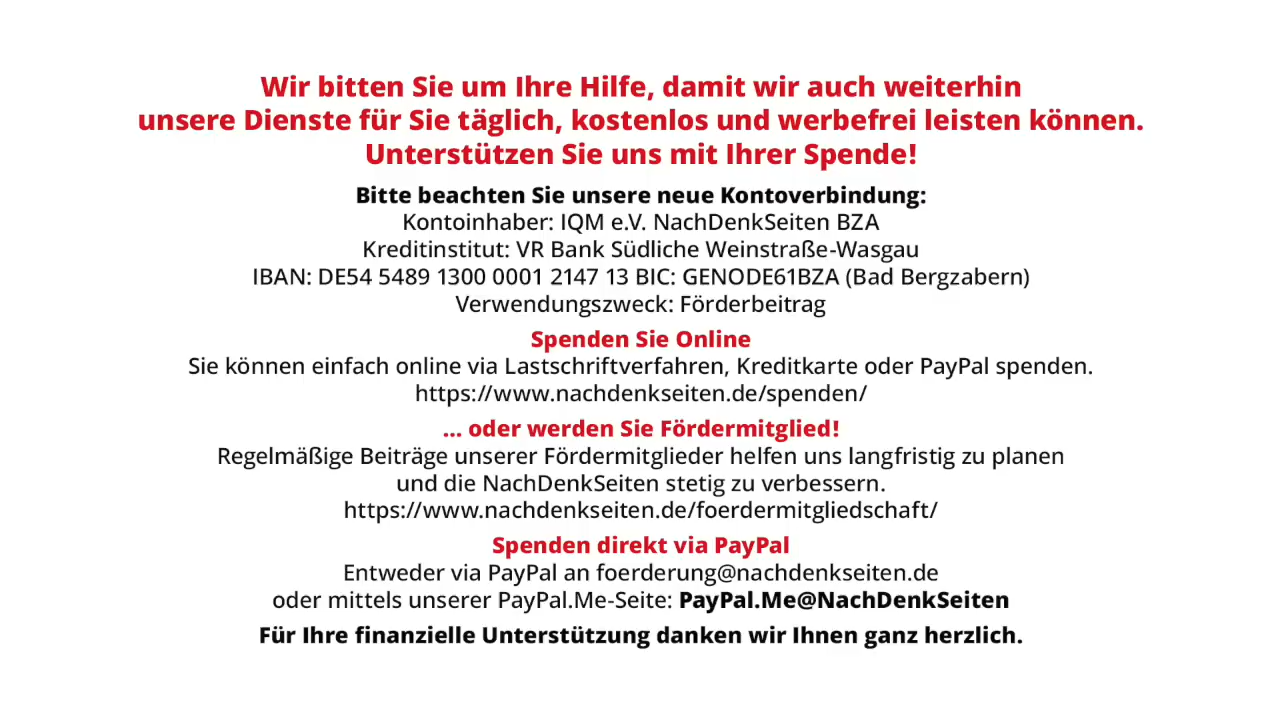 Wir bitten Sie um Ihre Hilfe, damit wir auch weiterhin
unsere Dienste für Sie täglich, kostenlos und werbefrei leisten können.
Unterstützen Sie uns mit Ihrer Spende!
Bitte beachten Sie unsere neue Kontoverbindung:
Kontoinhaber: IQM e.V. NachDenkSeiten BZA
Kreditinstitut: VR Bank Südliche Weinstraße-Wasgau
IBAN: DE54 5489 1300 0001 2147 13 BIC: GENODE61BZA (Bad Bergzabern)
Verwendungszweck: Förderbeitrag
Spenden Sie Online
Sie können einfach online via Lastschriftverfahren, Kreditkarte oder PayPal spenden.
https://www.nachdenkseiten.de/spenden/
... oder werden Sie Fördermitglied!
Regelmäßige Beiträge unserer Fördermitglieder helfen uns langfristig zu planen
und die NachDenkSeiten stetig zu verbessern.
https://www.nachdenkseiten.de/foerdermitgliedschaft/
Spenden direkt via PayPal
Entweder via PayPal an foerderung@nachdenkseiten.de
oder mittels unserer PayPal.Me-Seite: PayPal.Me@NachDenkSeiten
Für Ihre finanzielle Unterstützung danken wir Ihnen ganz herzlich.